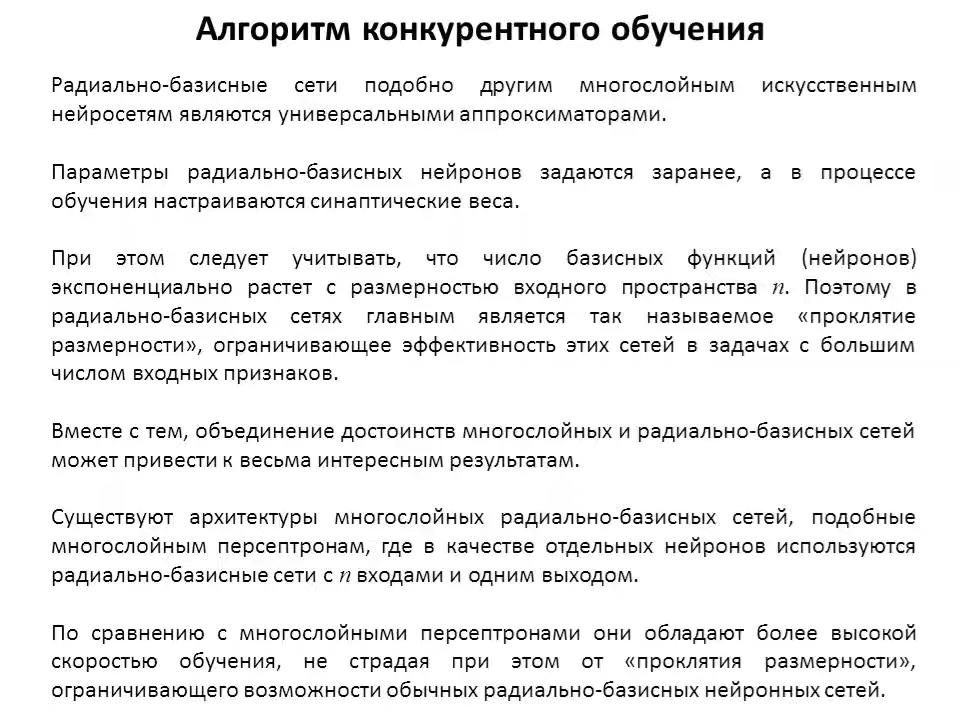 Алгоритм конкурентного обучения
Радиально-базисные сети подобно другим многослойным искусственным
нейросетям являются универсальными аппроксиматорами.
Параметры радиально-базисных нейронов задаются заранее, а в процессе
обучения настраиваются синаптические веса.
При этом следует учитывать, что число базисных функций (нейронов)
экспоненциально растет с размерностью входного пространства n. Поэтому в
радиально-базисных сетях главным является так называемое «проклятие
размерности», ограничивающее эффективность этих сетей в задачах с большим
числом входных признаков.
Вместе с тем, объединение достоинств многослойных и радиально-базисных сетей
может привести к весьма интересным результатам.
Существуют архитектуры многослойных радиально-базисных сетей, подобные
многослойным персептронам, где в качестве отдельных нейронов используются
радиально-базисные сети с n входами и одним выходом.
По сравнению с многослойными персептронами они обладают более высокой
скоростью обучения, не страдая при этом от «проклятия размерности»,
ограничивающего возможности обычных радиально-базисных нейронных сетей.